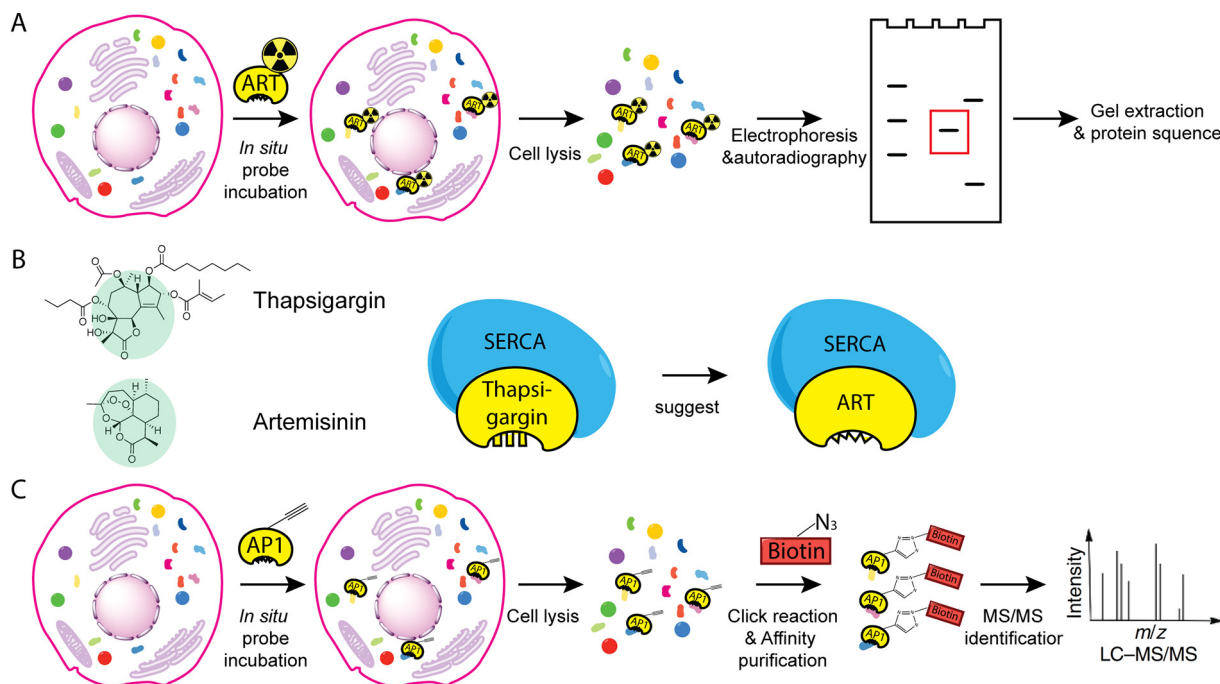 A
ART
In situ
probe
incubation
ART
ART
ART
Cell lysis
ART
ART
ART
Electrophoresis
&autoradiography
Gel extraction
& protein squence
B
O
O
O
O
H
O
O
O
O
HO
HO
O
O
Thapsigargin
H
O
O
O
H
H
O
O
Artemisinin
SERCA
Thapsi-
gargin
suggest
SERCA
ART
C
AP1
In situ
probe
incubation
AP1
AP1
AP1
Cell lysis
AP1
AP1
AP1
N3
Biotin
Click reaction
& Affinity
purification
AP1
Biotin
AP1
Biotin
AP1
Biotin
MS/MS
identificatior
Intensity
m/z
LC–MS/MS